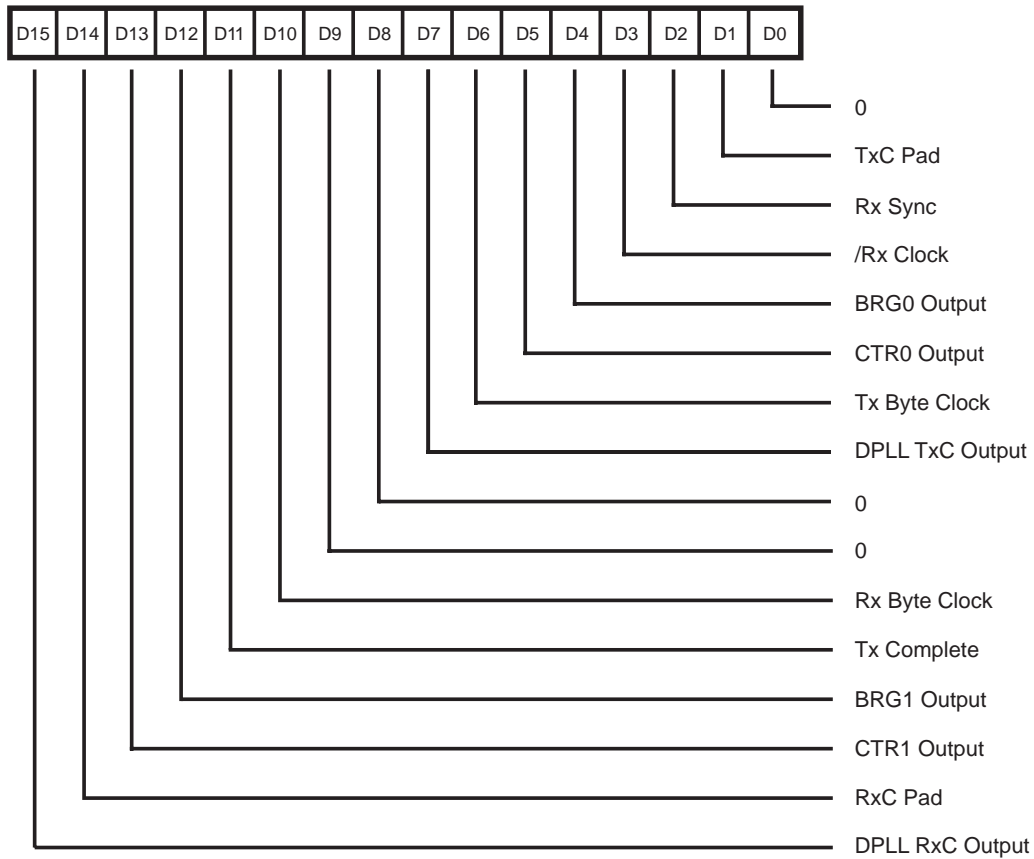 D15 D14 D13 D12 D11 D10 D9 D8 D7 D6 D5 D4 D3 D2 D1 D0
0
TxC Pad
Rx Sync
/Rx Clock
BRG0 Output
CTR0 Output
Tx Byte Clock
DPLL TxC Output
0
0
Rx Byte Clock
Tx Complete
BRG1 Output
CTR1 Output
RxC Pad
DPLL RxC Output